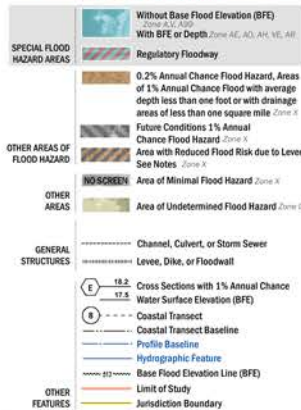 Without Base Flood Elevation (BFE)
Zone A,V, A99
With BFE or Depth Zone AE, AO, AH, VE, AR
SPECIAL FLOOD
HAZARD AREAS
Regulatory Floodway
0.2% Annual Chance Flood Hazard, Areas
of 1% Annual Chance Flood with average
depth less than one foot or with drainage
areas of less than one square mile Zone X
Future Conditions 1% Annual
Chance Flood Hazard Zone X
OTHER AREAS OF
FLOOD HAZARD
Area with Reduced Flood Risk due to Levee
See Notes Zone X
NO SCREEN Area of Minimal Flood Hazard Zone X
OTHER
AREAS
Area of Undetermined Flood Hazard Zone
GENERAL
STRUCTURES
Channel, Culvert, or Storm Sewer
Levee, Dike, or Floodwall
E 18.2 Cross Sections with 1% Annual Chance
17.5 Water Surface Elevation (BFE)
8 Coastal Transect
Coastal Transect Baseline
Profile Baseline
Hydrographic Feature
513 Base Flood Elevation Line (BFE)
OTHER
FEATURES
Limit of Study
Jurisdiction Boundary